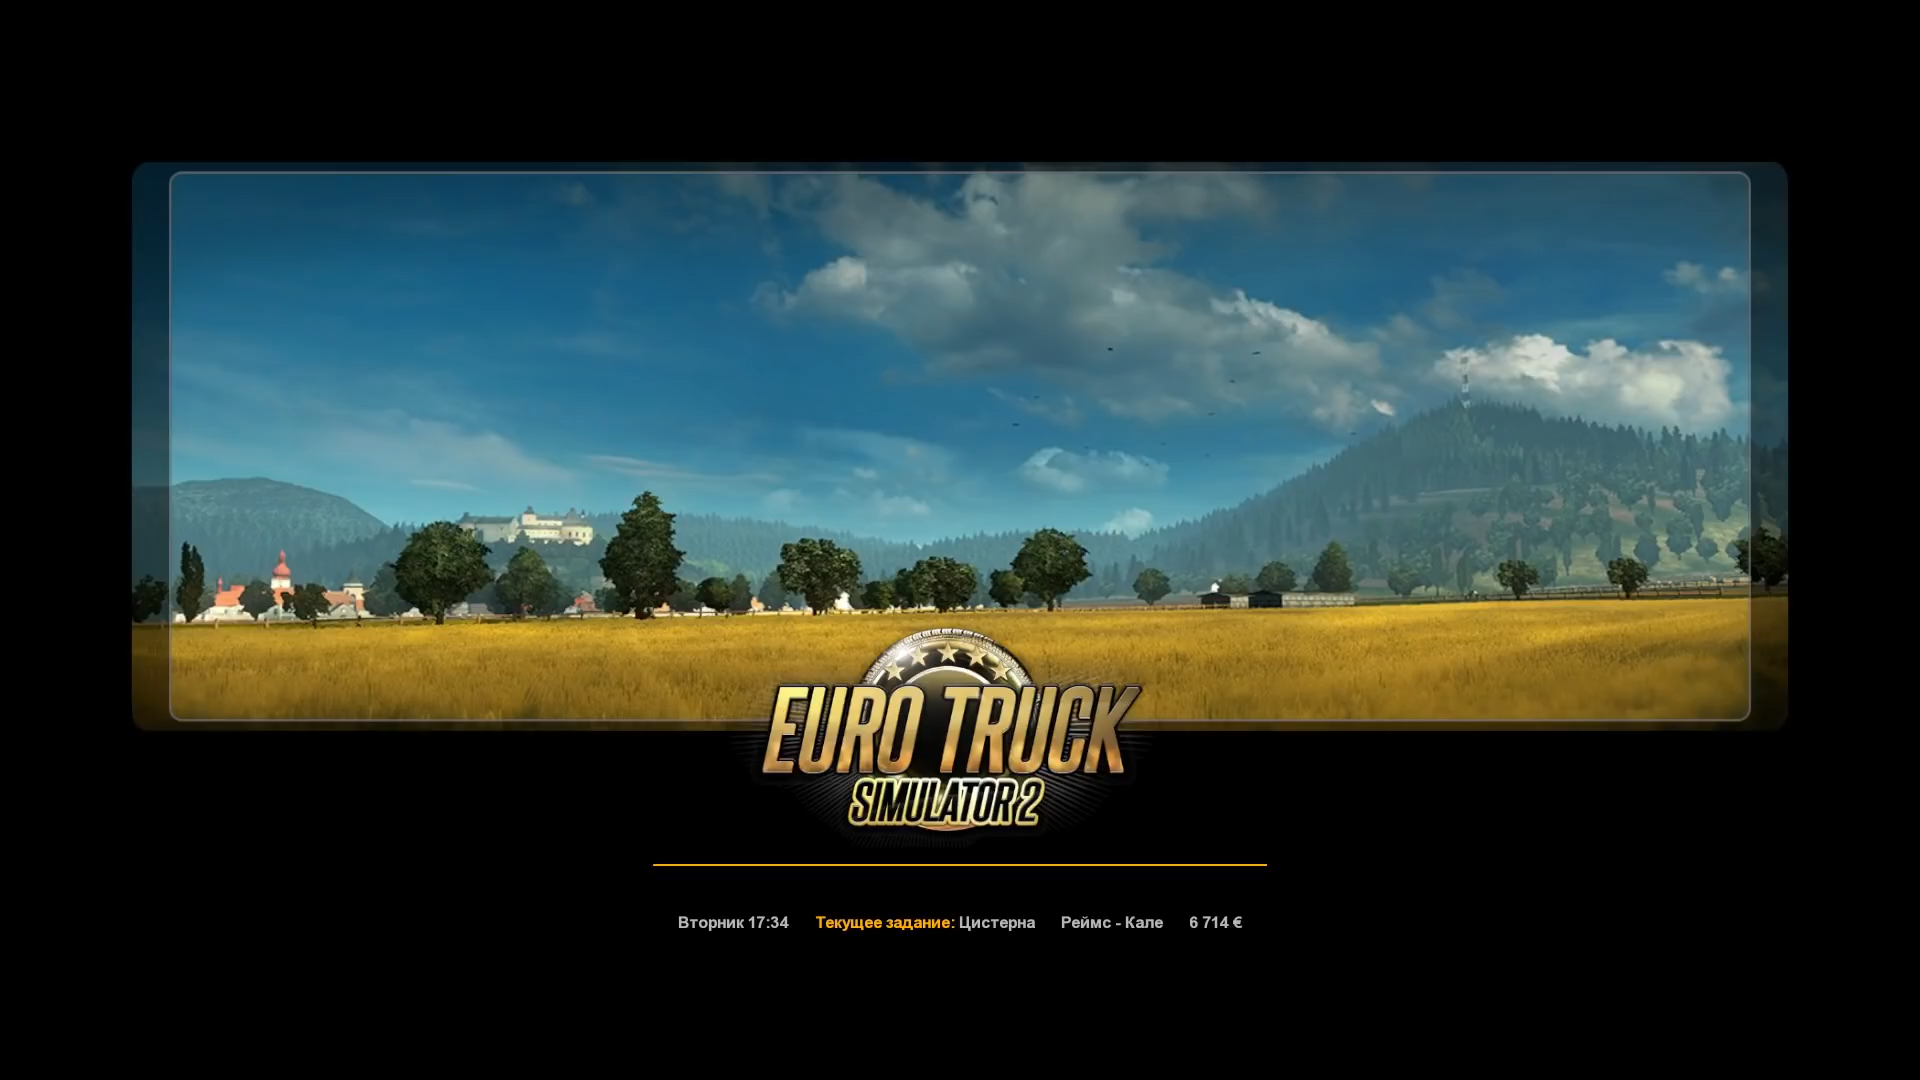 EURO TRUCK
SIMULATOR 2
Вторник 17:34 Текущее задание: Цистерна Реймс - Кале 6 714 €